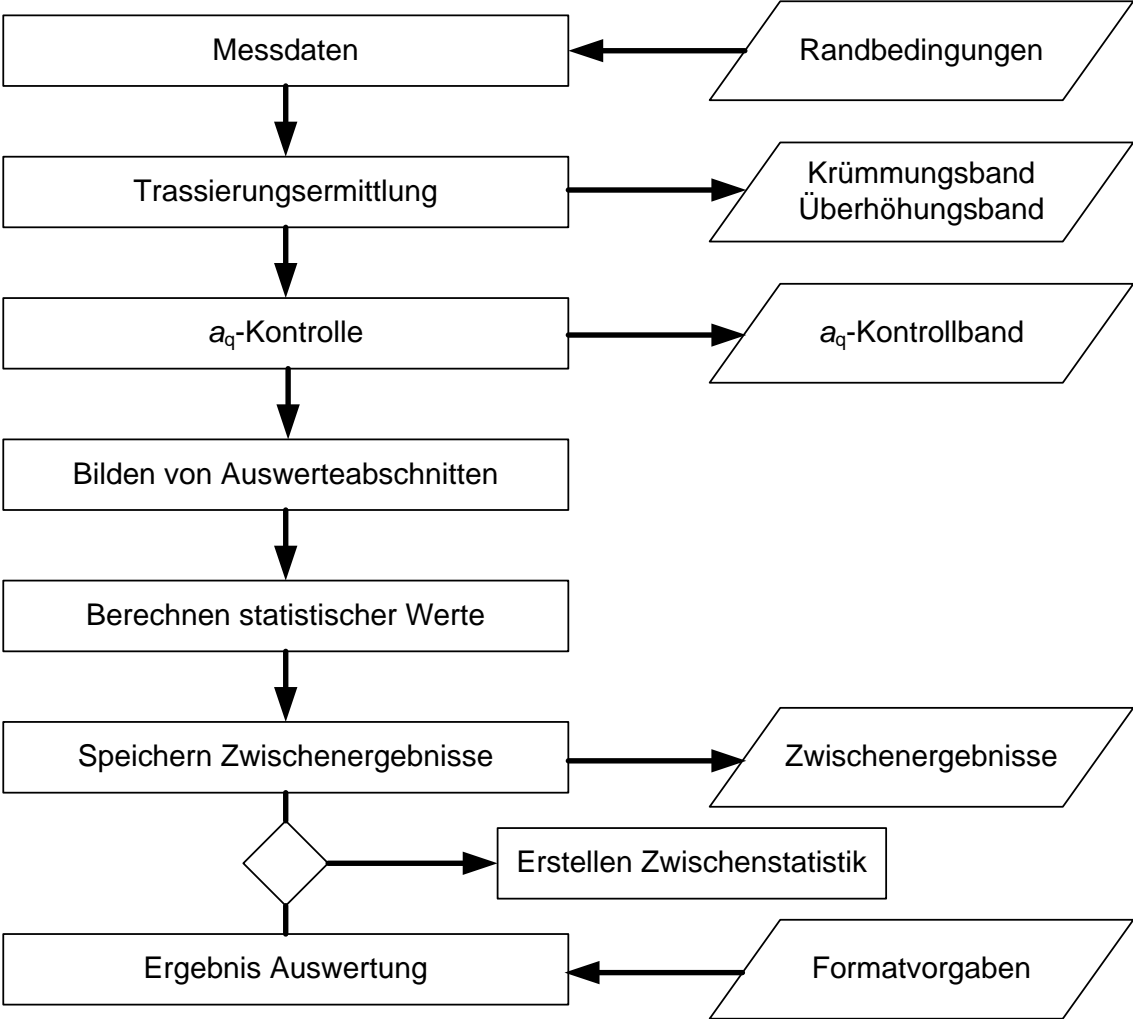 Messdaten
Randbedingungen
Trassierungsermittlung
Krümmungsband
Überhöhungsband
aq-Kontrolle
aq-Kontrollband
Bilden von Auswerteabschnitten
Berechnen statistischer Werte
Speichern Zwischenergebnisse
Zwischenergebnisse
Erstellen Zwischenstatistik
Ergebnis Auswertung
Formatvorgaben